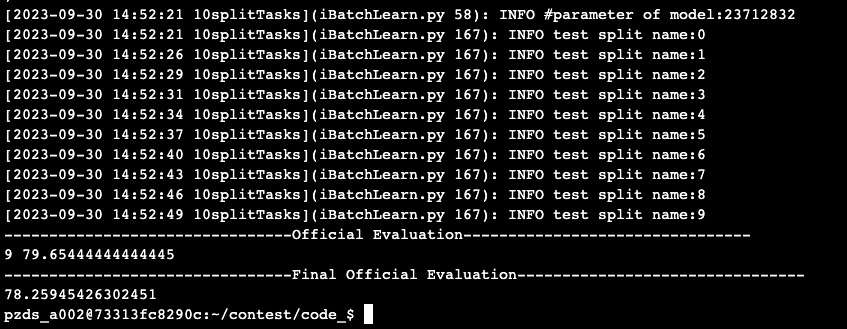 [2023-09-30 14:52:21 10splitTasks](iBatchLearn.py 58): INFO #parameter of model:23712832
[2023-09-30 14:52:21 10splitTasks](iBatchLearn.py 167): INFO test split name:0
[2023-09-30 14:52:26 10splitTasks](iBatchLearn.py 167): INFO test split name:1
[2023-09-30 14:52:29 10splitTasks](iBatchLearn.py 167): INFO test split name:2
[2023-09-30 14:52:31 10splitTasks](iBatchLearn.py 167): INFO test split name:3
[2023-09-30 14:52:34 10splitTasks](iBatchLearn.py 167): INFO test split name:4
[2023-09-30 14:52:37 10splitTasks](iBatchLearn.py 167): INFO test split name:5
[2023-09-30 14:52:40 10splitTasks](iBatchLearn.py 167): INFO test split name:6
[2023-09-30 14:52:43 10splitTasks](iBatchLearn.py 167): INFO test split name:7
[2023-09-30 14:52:46 10splitTasks](iBatchLearn.py 167): INFO test split name:8
[2023-09-30 14:52:49 10splitTasks](iBatchLearn.py 167): INFO test split name:9
--------------------------------Official Evaluation--------------------------------
9 79.65444444444445
--------------------------------Final Official Evaluation--------------------------------
78.25945426302451
pzds_a002@73313fc8290c:~/contest/code_$